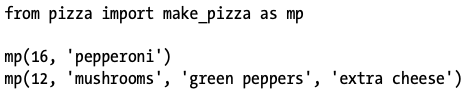 from pizza import make_pizza as mp
mp(16, 'pepperoni')
mp(12, 'mushrooms', 'green peppers', 'extra cheese')